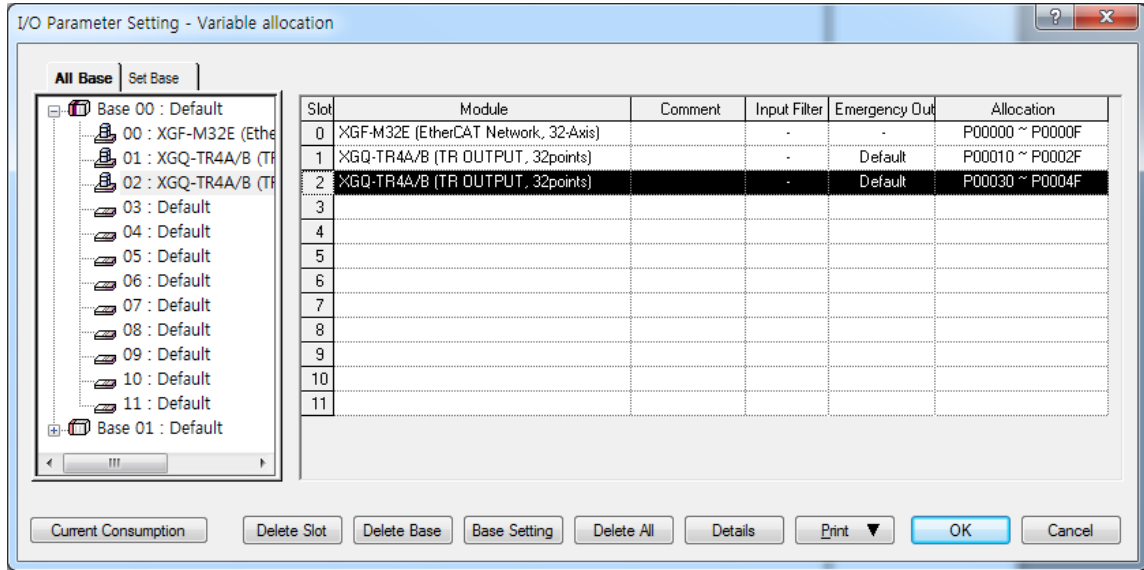 I/O Parameter Setting - Variable allocation
?
X
All Base
Set Base
Base 00 : Default
00 : XGF-M32E (Ethe
01 : XGQ-TR4A/B (TF
02 : XGQ-TR4A/B (TF
03 : Default
04 : Default
05 : Default
06 : Default
07 : Default
08 : Default
09 : Default
10 : Default
11 : Default
Base 01 : Default
Slot Module Comment Input Filter Emergency Out Allocation
0 XGF-M32E (EtherCAT Network, 32-Axis) - - P00000 ~ P0000F
1 XGQ-TR4A/B (TR OUTPUT, 32points) - Default P00010 ~ P0002F
2 XGQ-TR4A/B (TR OUTPUT, 32points) - Default P00030 ~ P0004F
3
4
5
6
7
8
9
10
11
Current Consumption Delete Slot Delete Base Base Setting Delete All Details Print ▼ OK Cancel